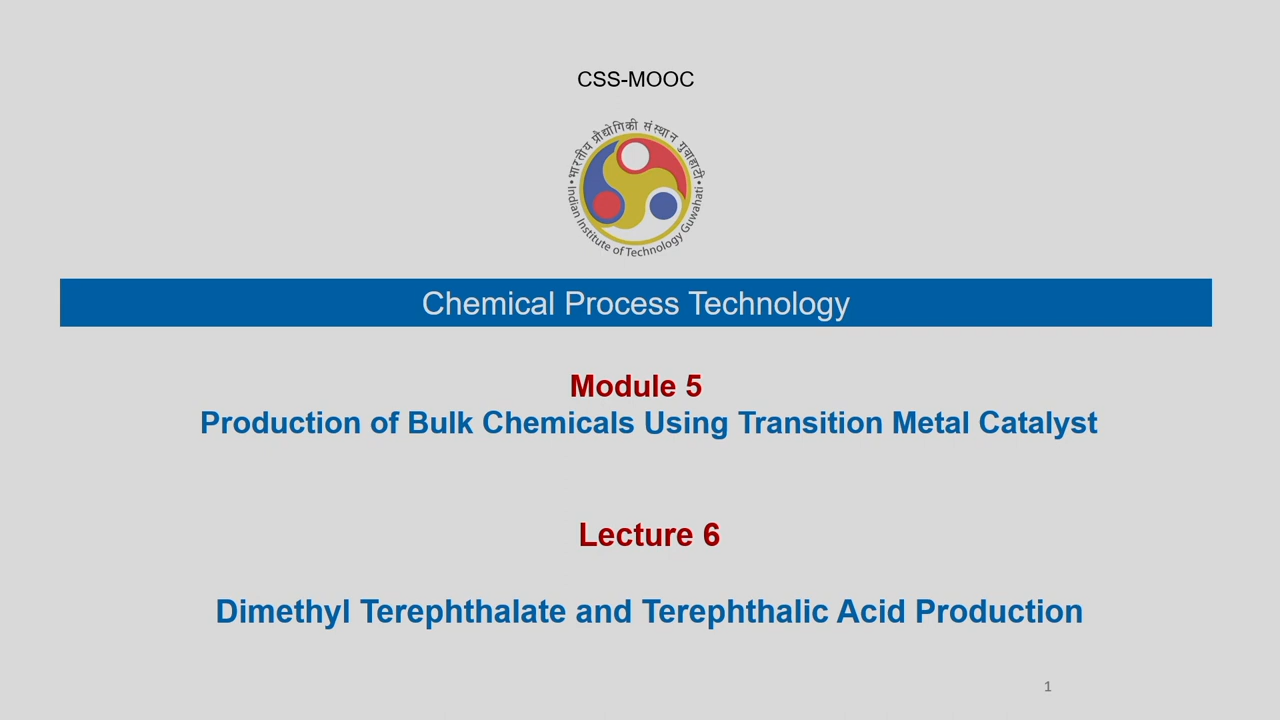 CSS-MOOC
भारतीय प्रौद्योगिकी संस्थान गुवाहाटी
Indian Institute of Technology Guwahati
Chemical Process Technology
Module 5
Production of Bulk Chemicals Using Transition Metal Catalyst
Lecture 6
Dimethyl Terephthalate and Terephthalic Acid Production
1